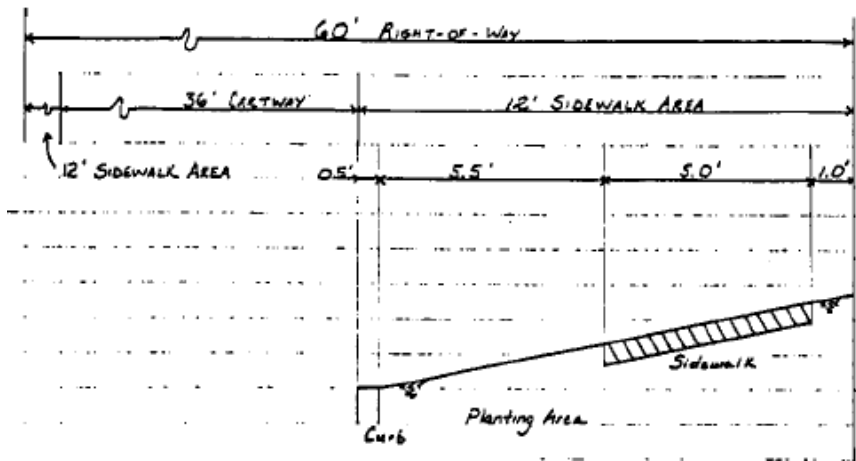 60' RIGHT-OF-WAY
36' CARTWAY
12' SIDEWALK AREA
12' SIDEWALK AREA
0.5'
5.5'
5.0'
1.0'
Sidewalk
Planting Area
Curb